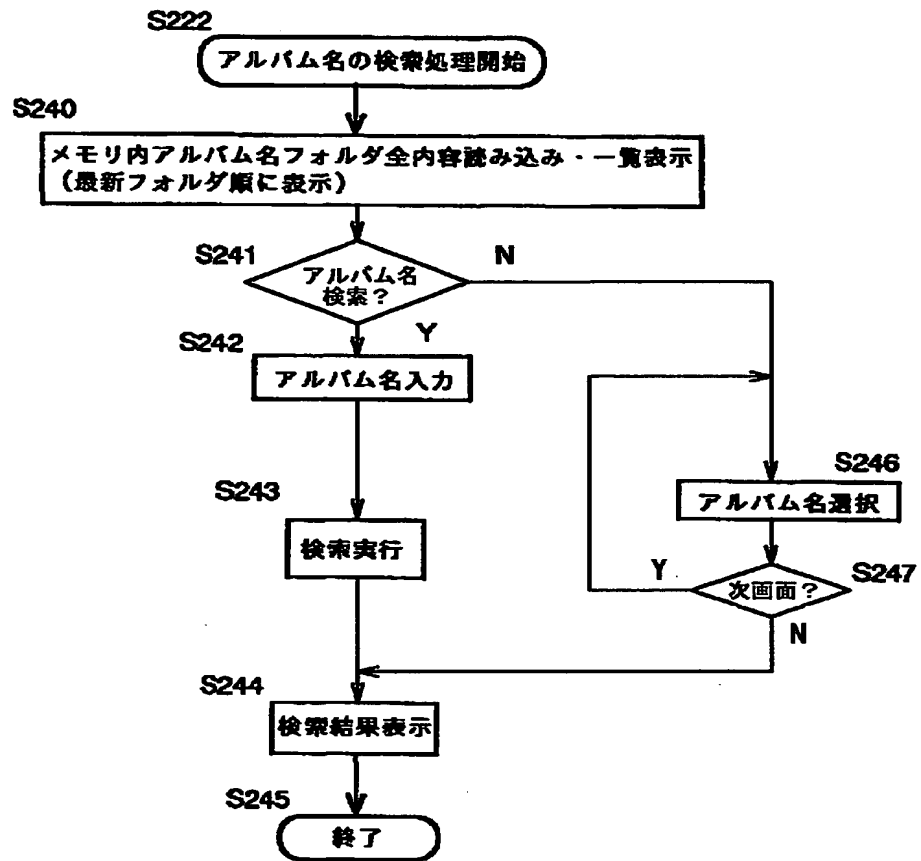 S222
アルバム名の検索処理開始
S240
メモリ内アルバム名フォルダ全内容読み込み・一覧表示
（最新フォルダ順に表示）
S241
アルバム名
検索？
N
Y
S242
アルバム名入力
S243
検索実行
S246
アルバム名選択
S247
次画面？
Y
N
S244
検索結果表示
S245
終了